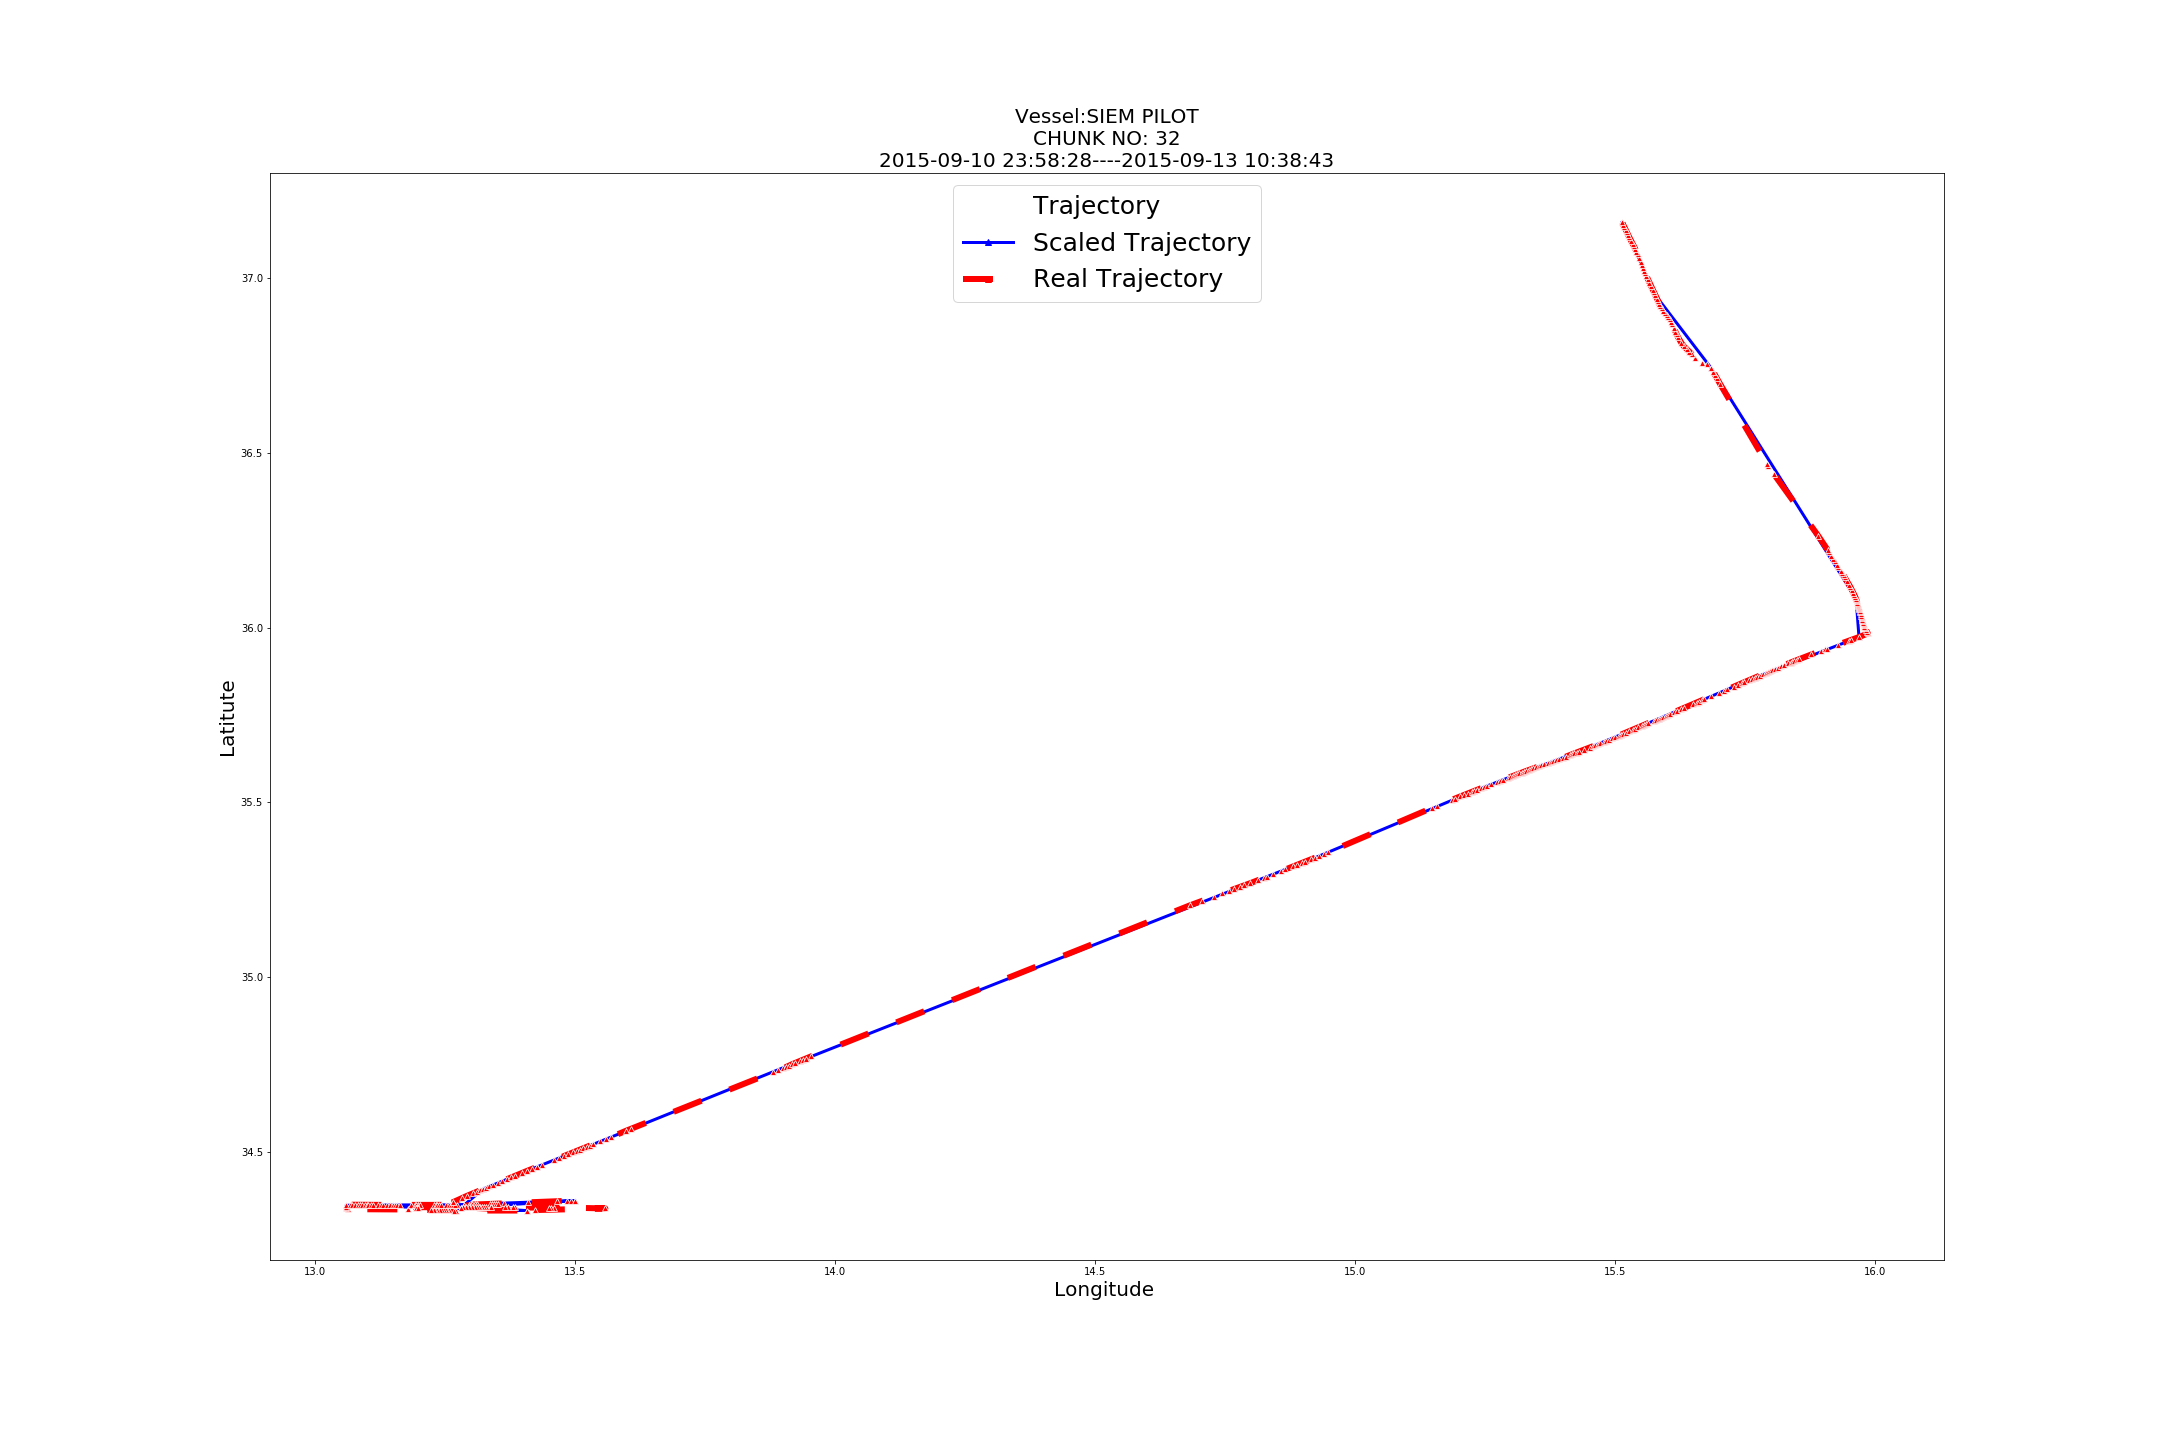 Vessel:SIEM PILOT
CHUNK NO: 32
2015-09-10 23:58:28----2015-09-13 10:38:43
Trajectory
Scaled Trajectory
Real Trajectory
37.0
36.5
36.0
35.5
35.0
34.5
Latitute
13.0 13.5 14.0 14.5 15.0 15.5 16.0
Longitude